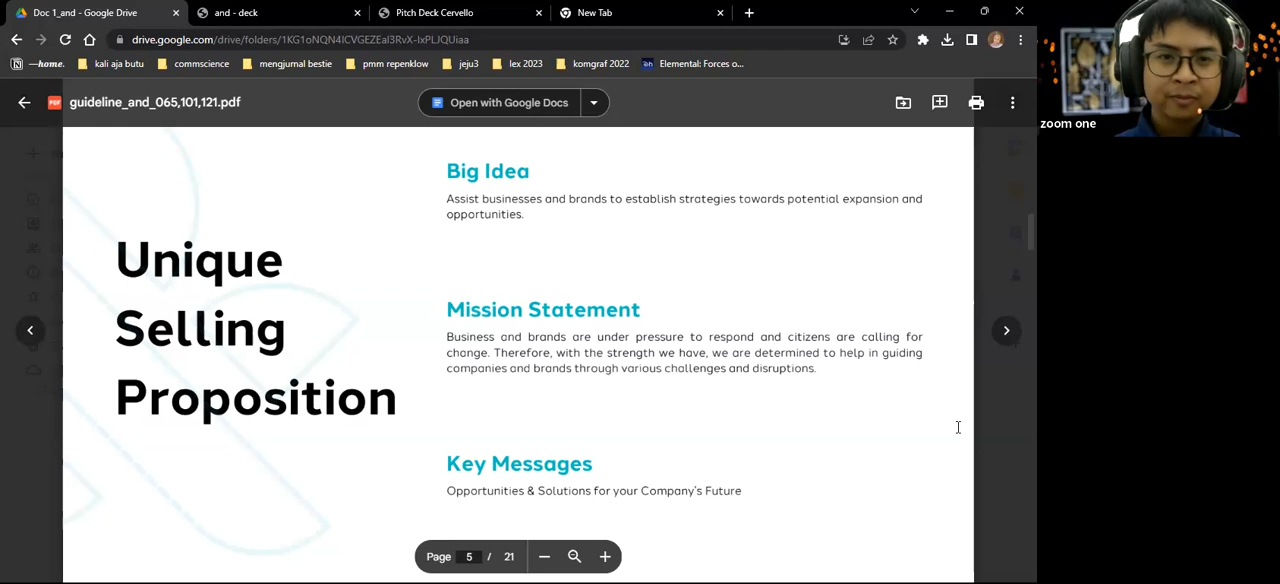 Doc 1_and - Google Drive
and - deck
Pitch Deck Cervello
New Tab
drive.google.com/drive/folders/1KG1oNQN4lCVGEZEal3RvX-lxPLJQUiaa
—home.
kali aja butu
commscience
mengjurnal bestie
pmm repenklow
jeju3
lex 2023
komgraf 2022
Elemental: Forces o...
zoom one
PDF
guideline_and_065,101,121.pdf
Open with Google Docs
Big Idea
Assist businesses and brands to establish strategies towards potential expansion and
opportunities.
Unique
Selling
Proposition
Mission Statement
Business and brands are under pressure to respond and citizens are calling for
change. Therefore, with the strength we have, we are determined to help in guiding
companies and brands through various challenges and disruptions.
Key Messages
Opportunities & Solutions for your Company's Future
Page 5 / 21